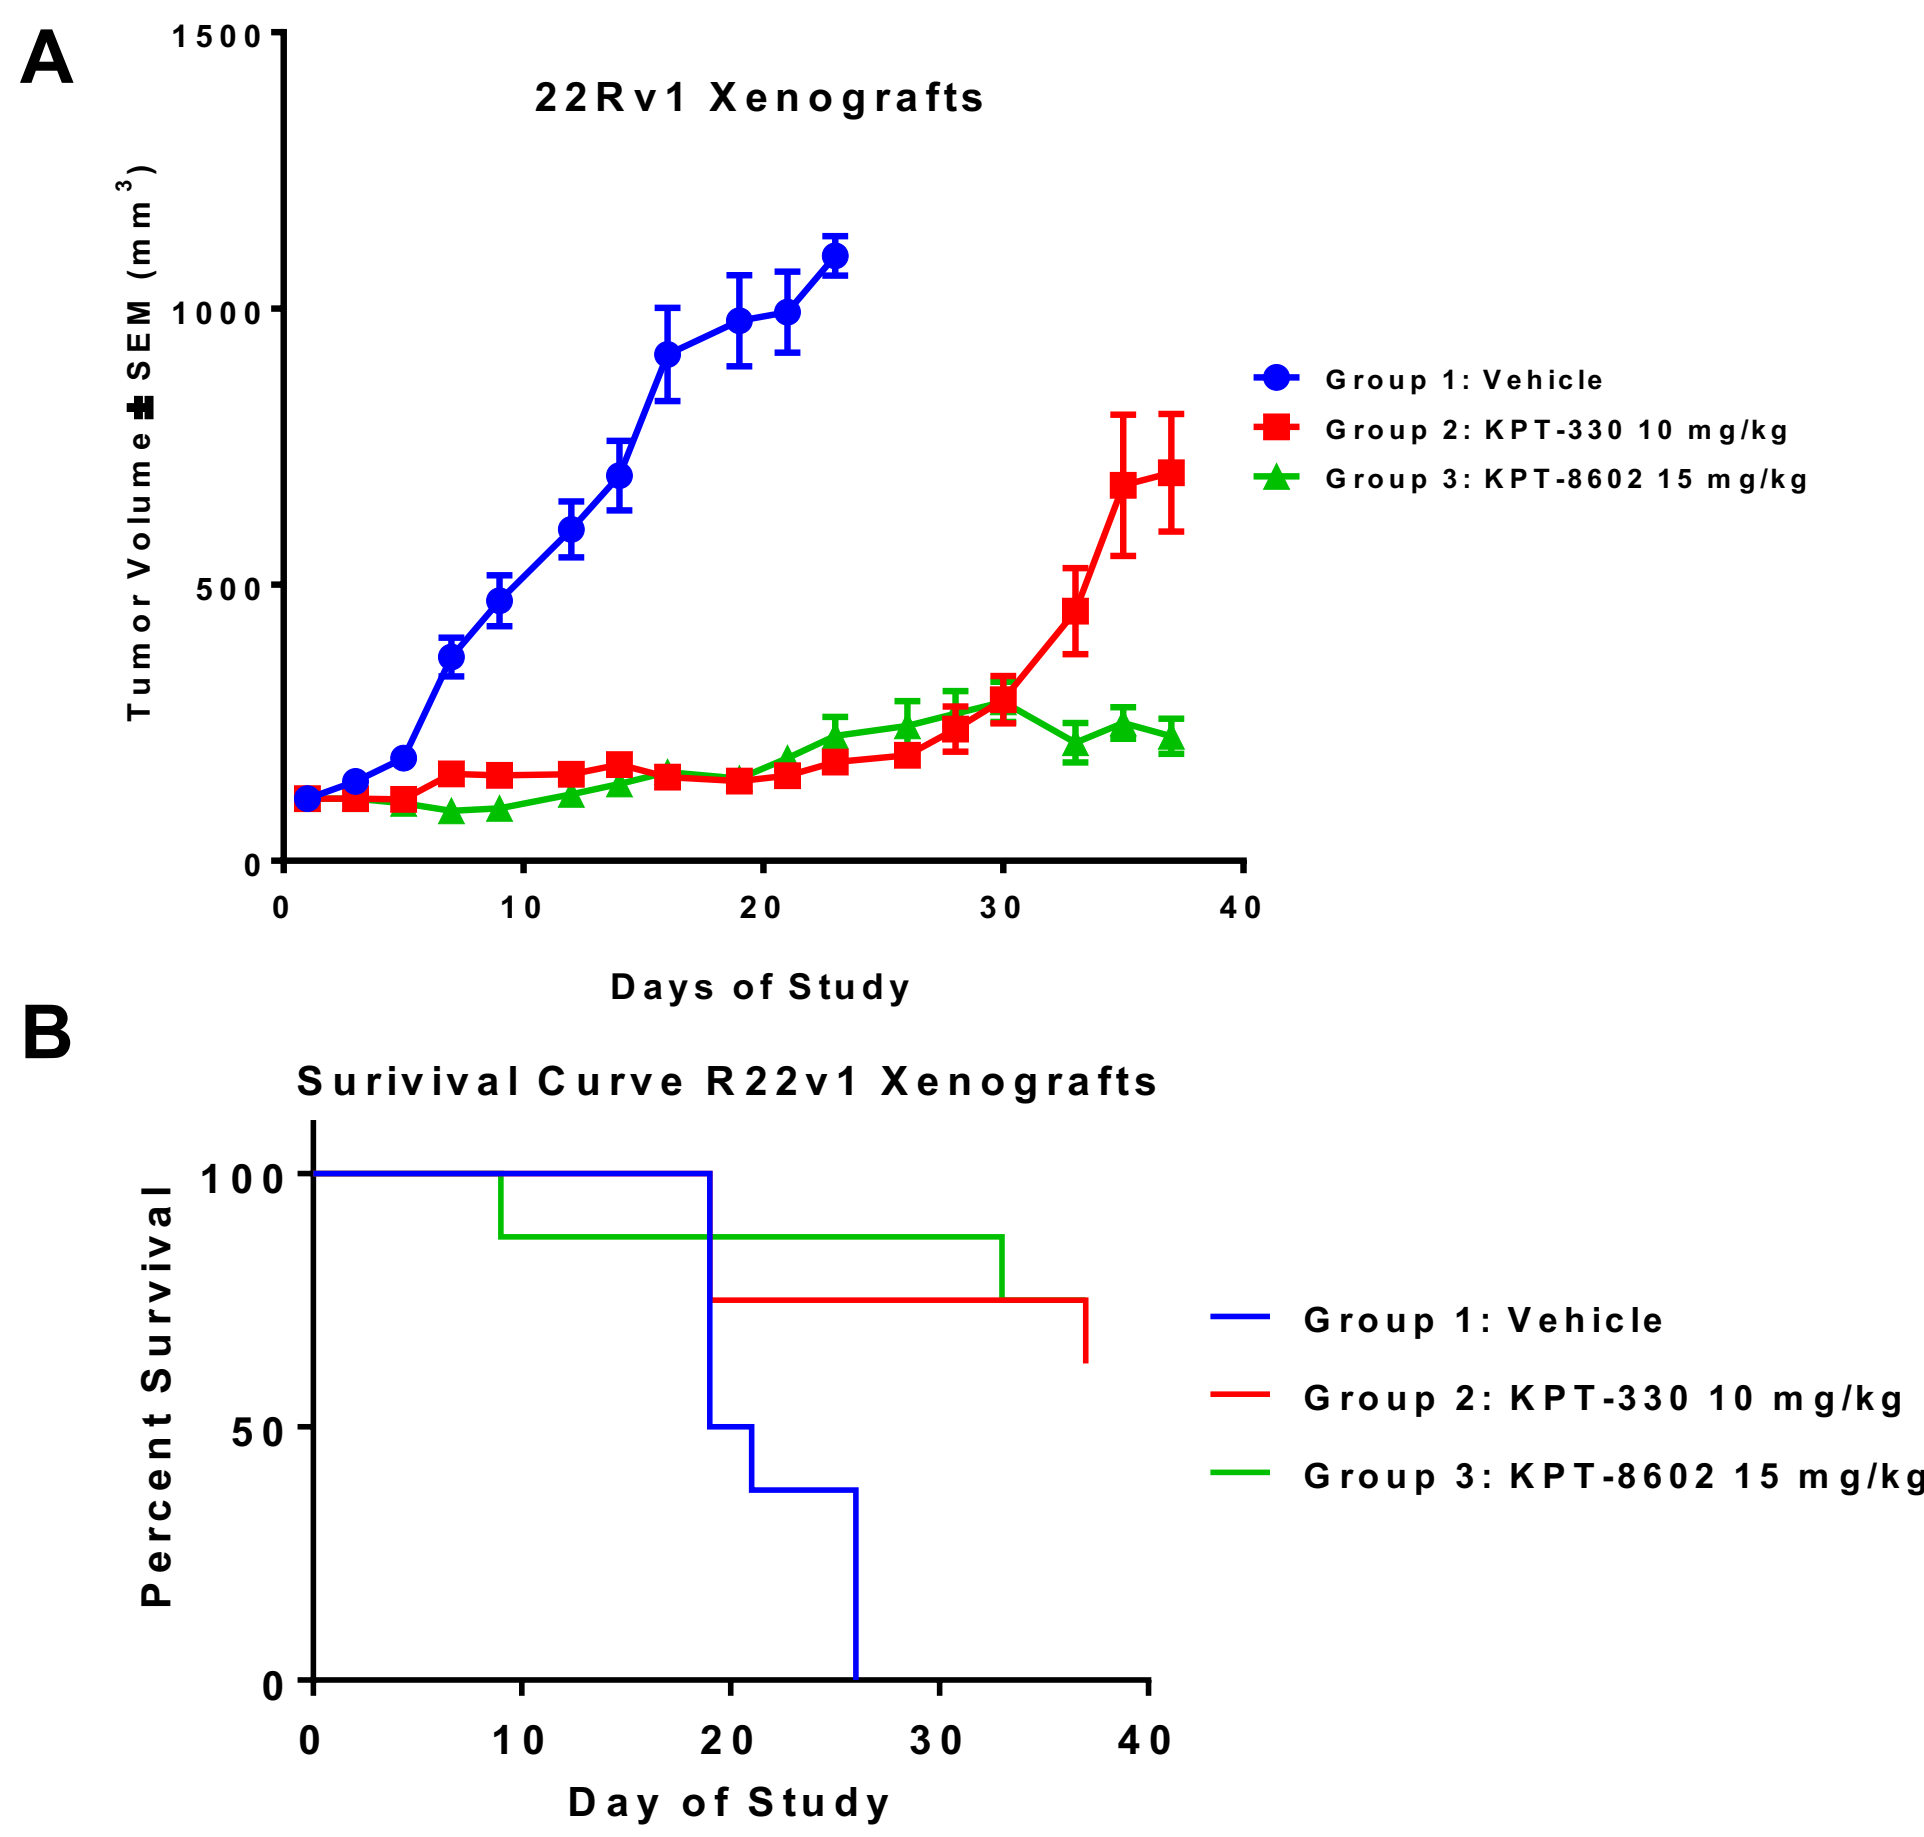 A
22Rv1 Xenografts
Tumor Volume ± SEM (mm³)
1500
1000
500
0
0 10 20 30 40
Days of Study
Group 1: Vehicle
Group 2: KPT-330 10 mg/kg
Group 3: KPT-8602 15 mg/kg
B
Surivival Curve R22v1 Xenografts
Percent Survival
100
50
0
0 10 20 30 40
Day of Study
Group 1: Vehicle
Group 2: KPT-330 10 mg/kg
Group 3: KPT-8602 15 mg/kg